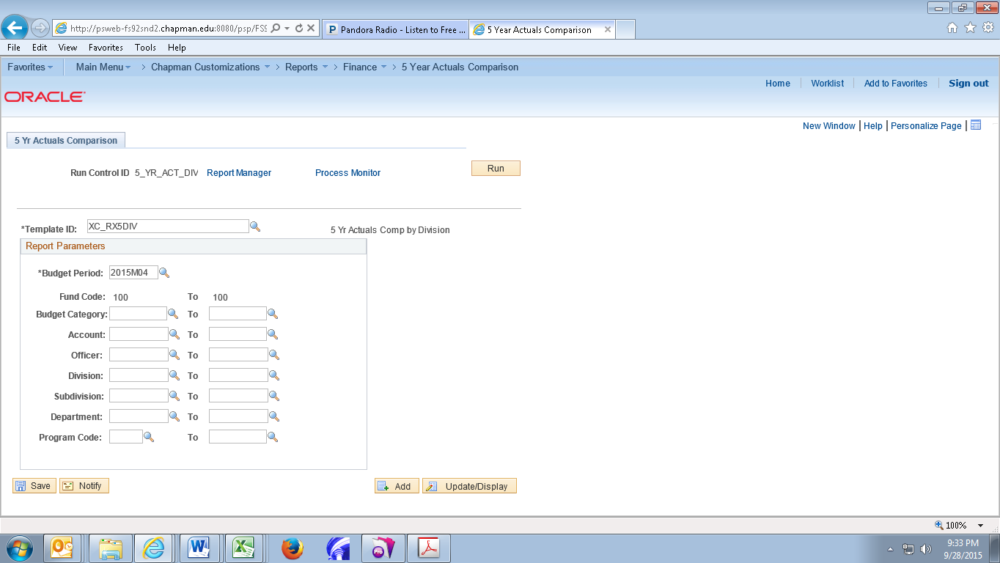 http://psweb-fs92snd2.chapman.edu:8080/psp/FS9
Pandora Radio - Listen to Free ...
5 Year Actuals Comparison
File Edit View Favorites Tools Help
Favorites Main Menu > Chapman Customizations > Reports > Finance > 5 Year Actuals Comparison
Home Worklist Add to Favorites Sign out
ORACLE
New Window | Help | Personalize Page |
5 Yr Actuals Comparison
Run Control ID 5_YR_ACT_DIV Report Manager Process Monitor Run
*Template ID: XC_RX5DIV 5 Yr Actuals Comp by Division
Report Parameters
*Budget Period: 2015M04
Fund Code: 100 To 100
Budget Category: To
Account: To
Officer: To
Division: To
Subdivision: To
Department: To
Program Code: To
Save Notify Add Update/Display
100%
Pro
9:33 PM
9/28/2015